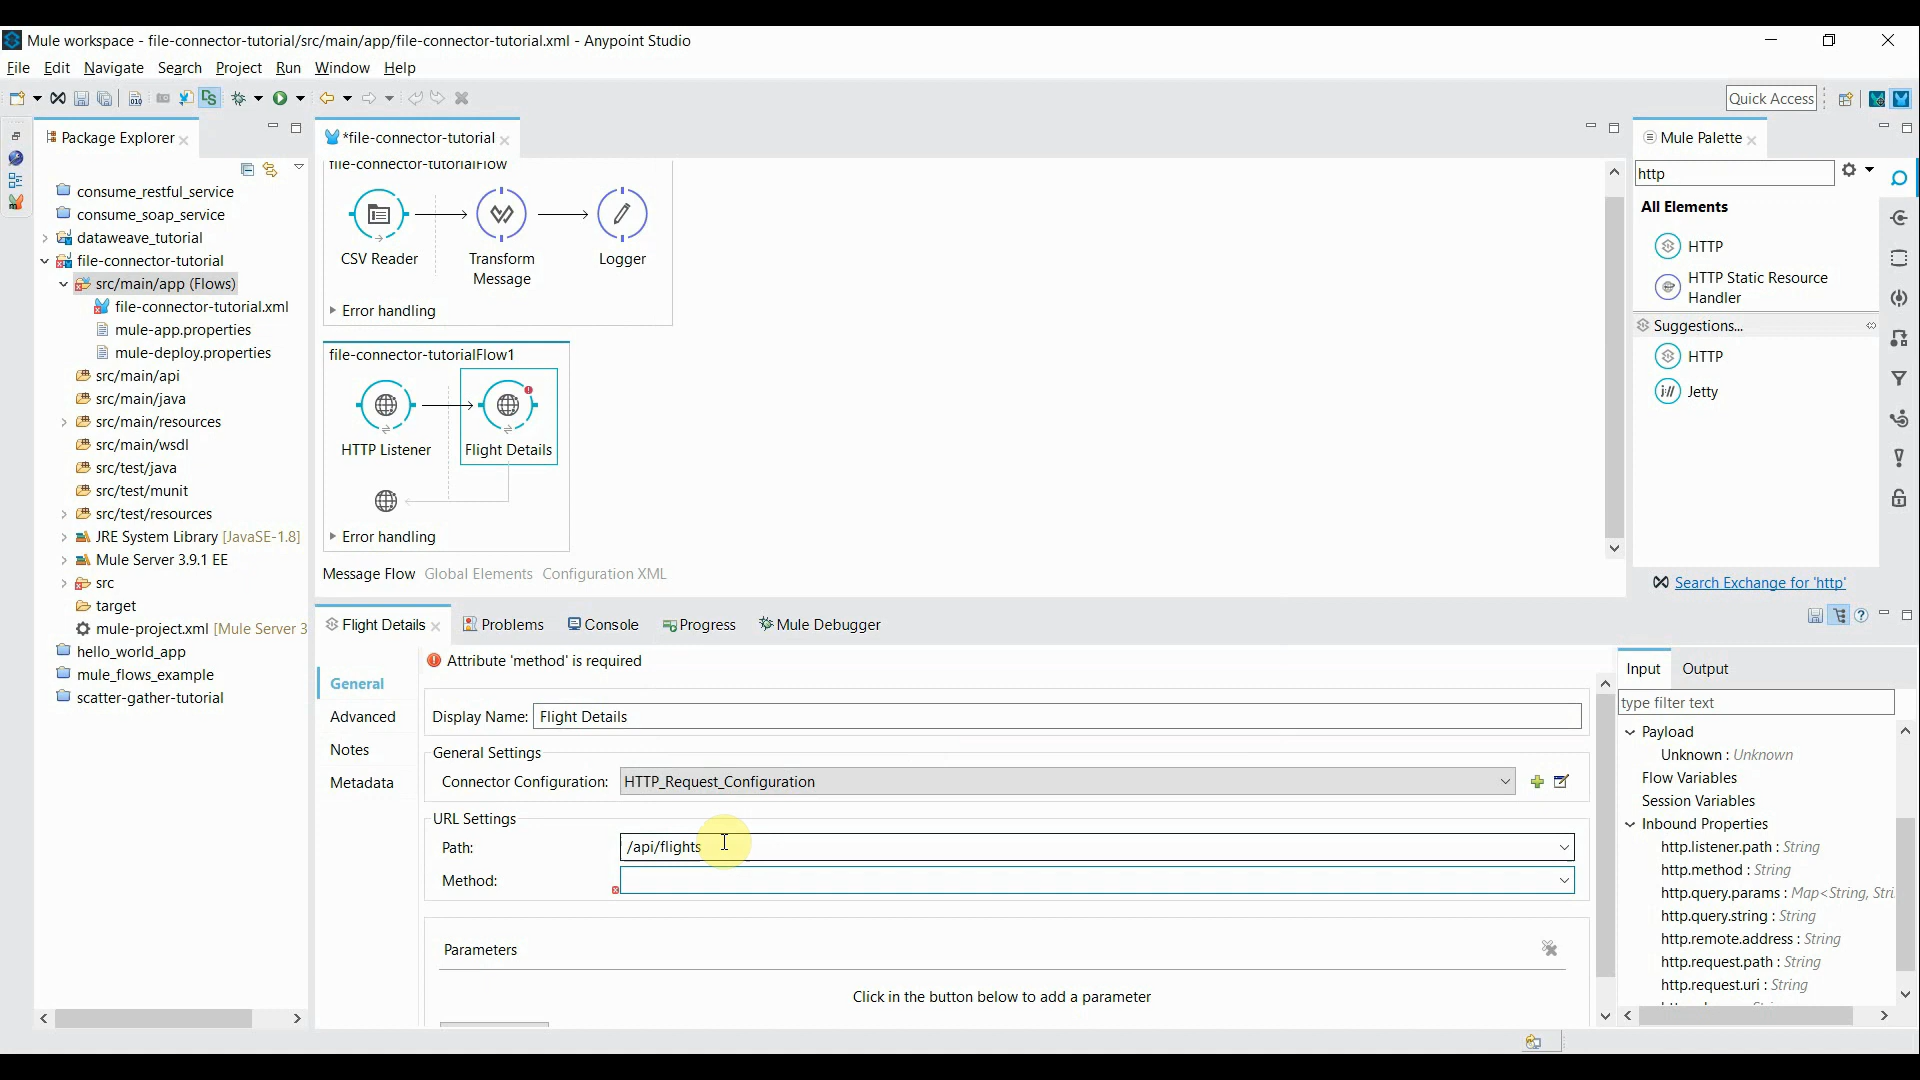 Mule workspace - file-connector-tutorial/src/main/app/file-connector-tutorial.xml - Anypoint Studio
File Edit Navigate Search Project Run Window Help
Quick Access
Package Explorer
*file-connector-tutorial
Mule Palette
consume_restful_service
consume_soap_service
dataweave_tutorial
file-connector-tutorial
src/main/app (Flows)
file-connector-tutorial.xml
mule-app.properties
mule-deploy.properties
src/main/api
src/main/java
src/main/resources
src/main/wsdl
src/test/java
src/test/munit
src/test/resources
JRE System Library [JavaSE-1.8]
Mule Server 3.9.1 EE
src
target
mule-project.xml [Mule Server 3
hello_world_app
mule_flows_example
scatter-gather-tutorial
file-connector-tutorialFlow
CSV Reader
Transform
Message
Logger
Error handling
file-connector-tutorialFlow1
HTTP Listener
Flight Details
Error handling
Message Flow Global Elements Configuration XML
http
All Elements
HTTP
HTTP Static Resource
Handler
Suggestions...
HTTP
Jetty
Search Exchange for 'http'
Flight Details
Problems
Console
Progress
Mule Debugger
General
Advanced
Notes
Metadata
Attribute 'method' is required
Display Name: Flight Details
General Settings
Connector Configuration: HTTP_Request_Configuration
URL Settings
Path: /api/flights
Method:
Parameters
Click in the button below to add a parameter
Input Output
type filter text
Payload
Unknown : Unknown
Flow Variables
Session Variables
Inbound Properties
http.listener.path : String
http.method : String
http.query.params : Map<String, Stri
http.query.string : String
http.remote.address : String
http.request.path : String
http.request.uri : String